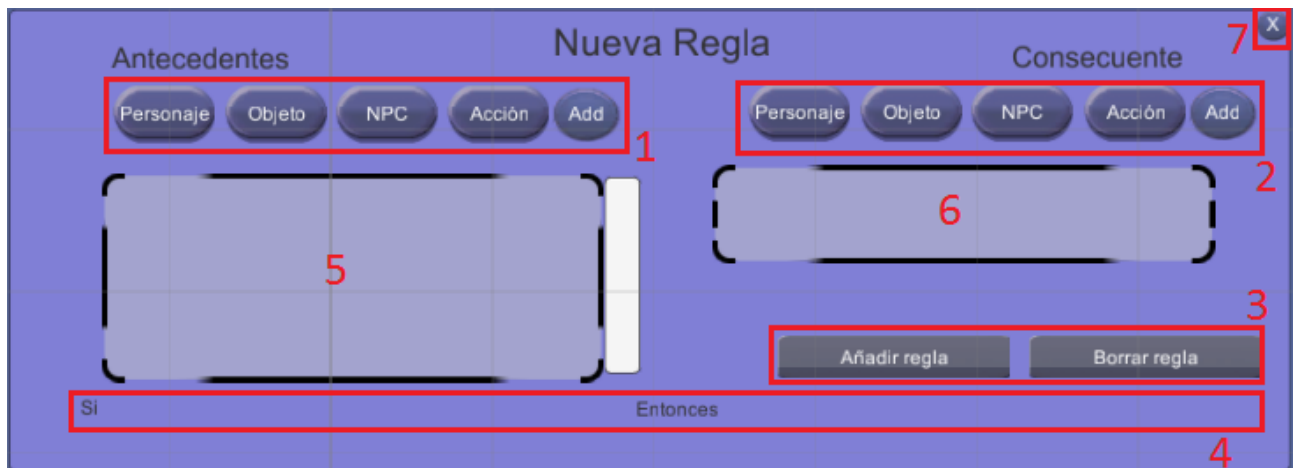 Nueva Regla
7
X
Antecedentes
Consecuente
Personaje Objeto NPC Acción Add
1
Personaje Objeto NPC Acción Add
2
5
6
3
Añadir regla Borrar regla
Si Entonces
4